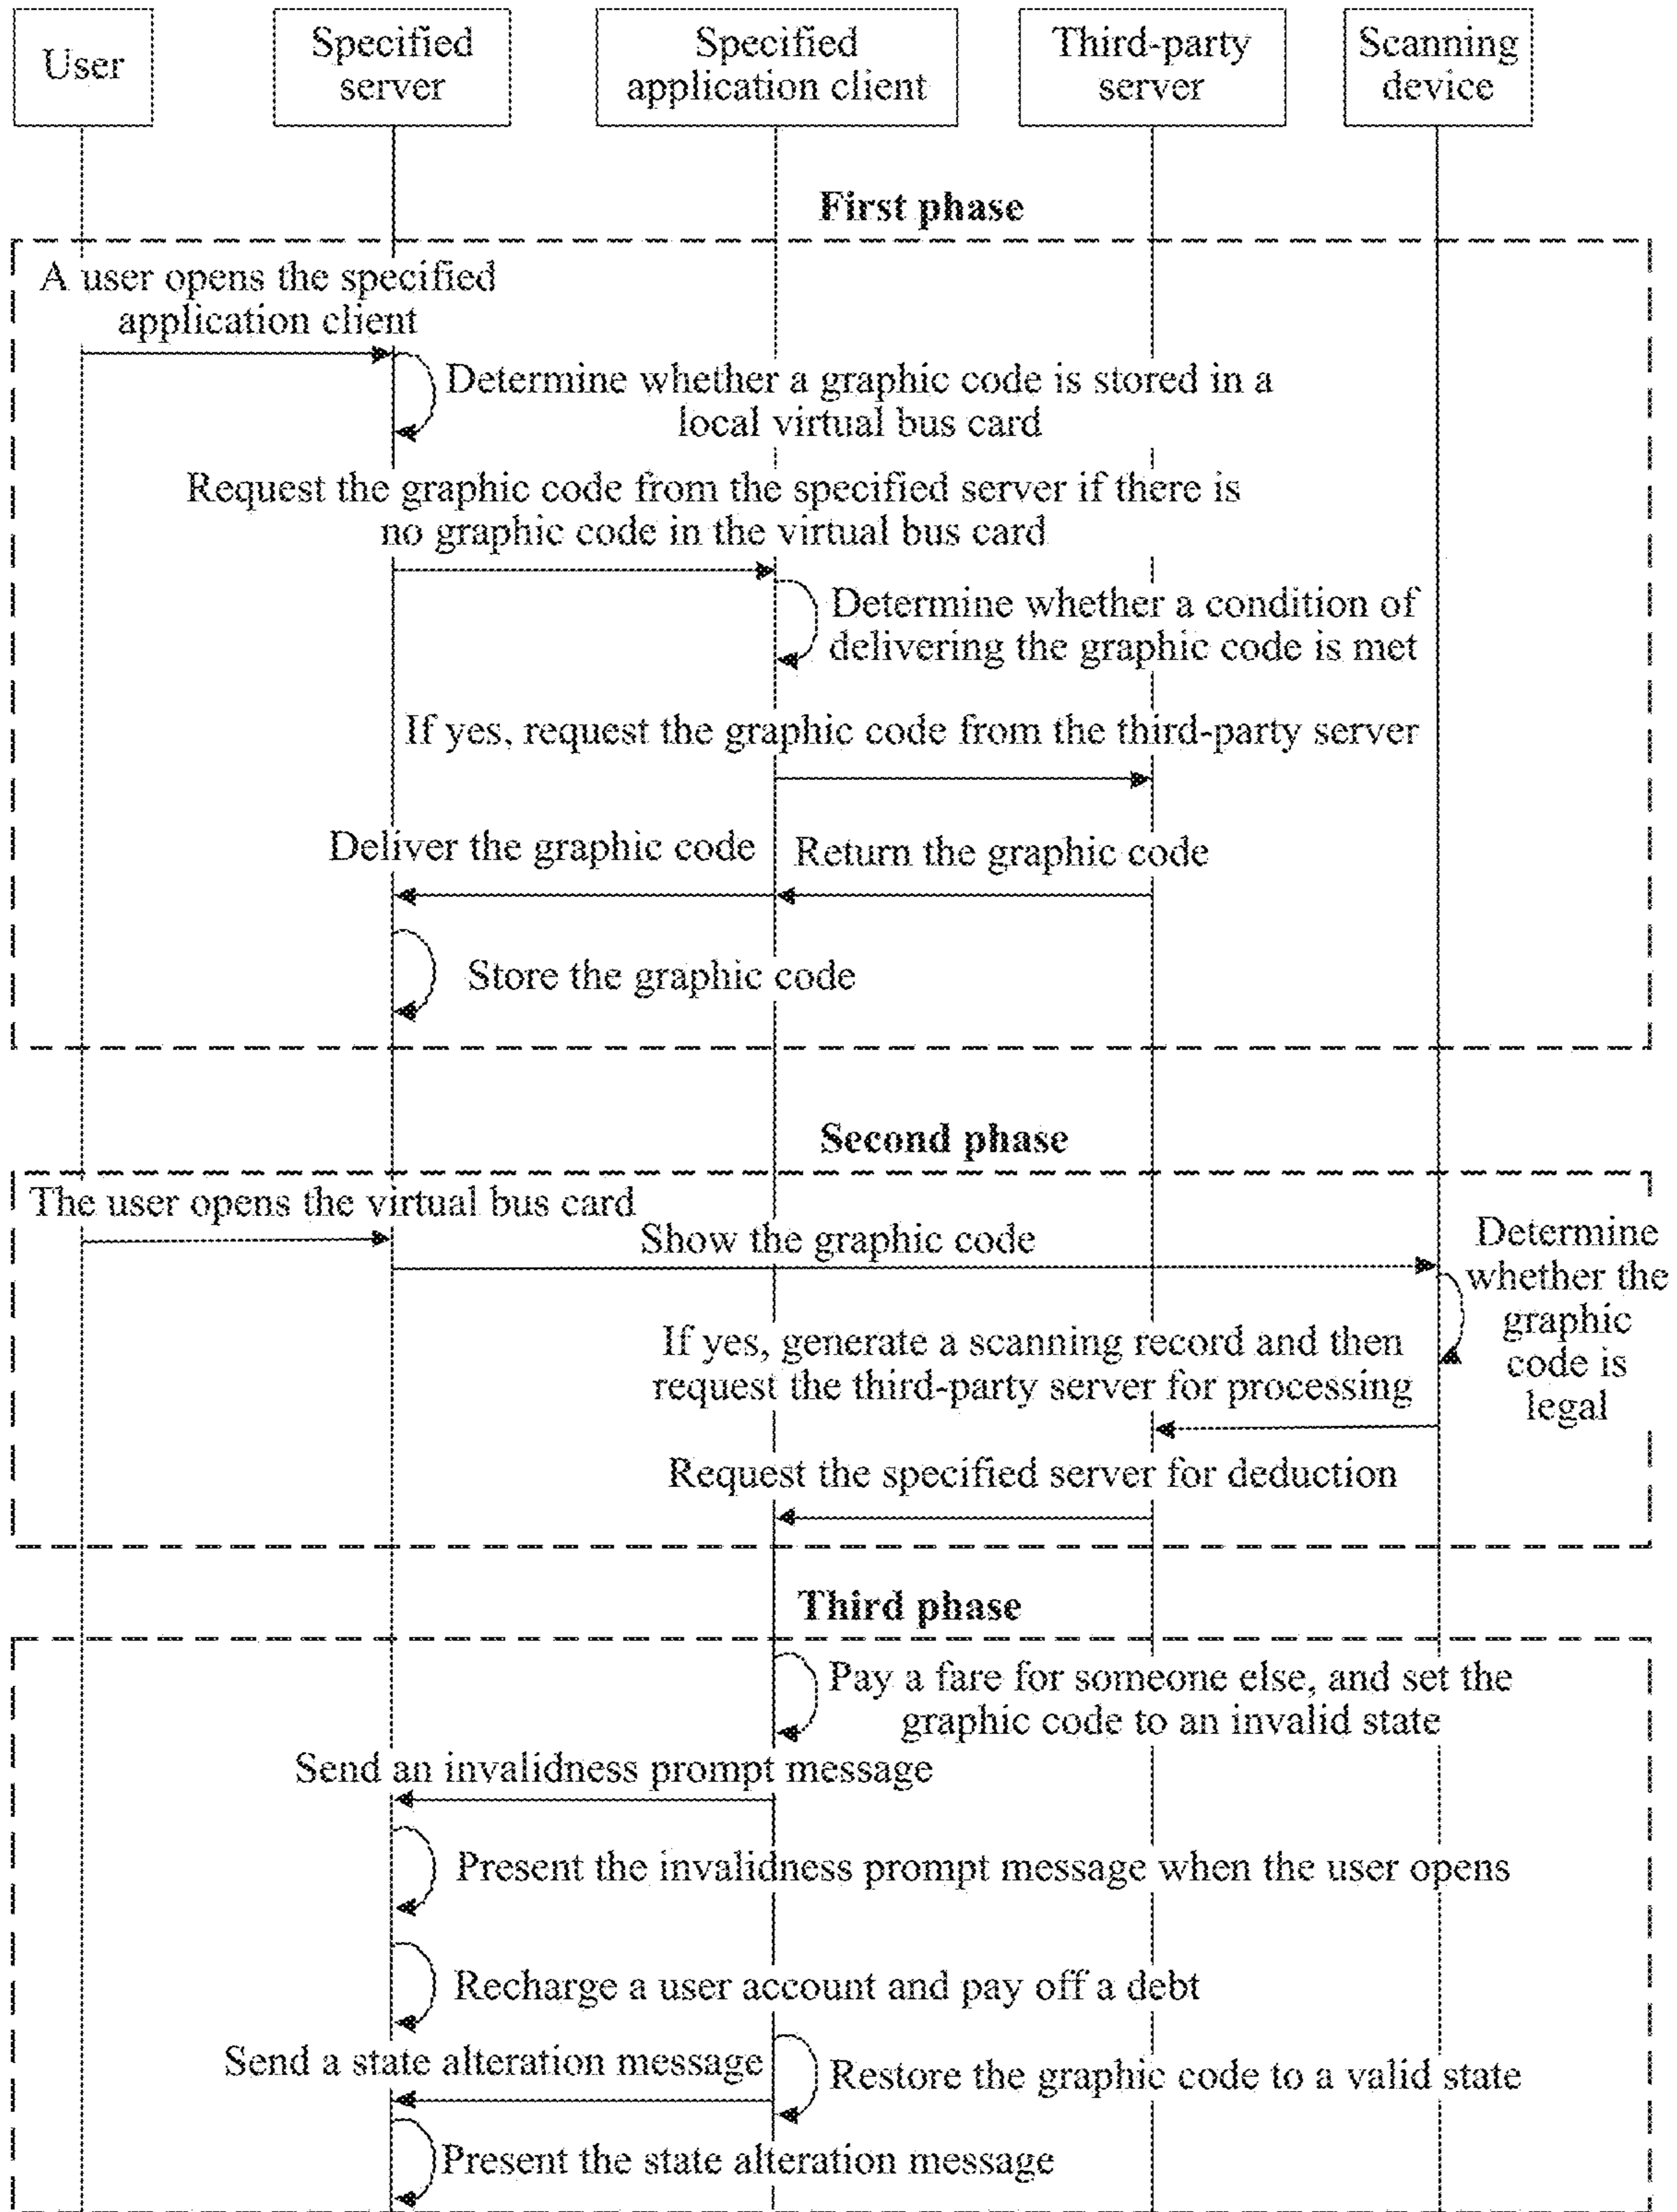 User
Specified
server
Specified
application client
Third-party
server
Scanning
device
First phase
A user opens the specified
application client
Determine whether a graphic code is stored in a
local virtual bus card
Request the graphic code from the specified server if there is
no graphic code in the virtual bus card
Determine whether a condition of
delivering the graphic code is met
If yes, request the graphic code from the third-party server
Deliver the graphic code
Return the graphic code
Store the graphic code
Second phase
The user opens the virtual bus card
Show the graphic code
Determine
whether the
graphic
code is
legal
If yes, generate a scanning record and then
request the third-party server for processing
Request the specified server for deduction
Third phase
Pay a fare for someone else, and set the
graphic code to an invalid state
Send an invalidness prompt message
Present the invalidness prompt message when the user opens
Recharge a user account and pay off a debt
Send a state alteration message
Restore the graphic code to a valid state
Present the state alteration message